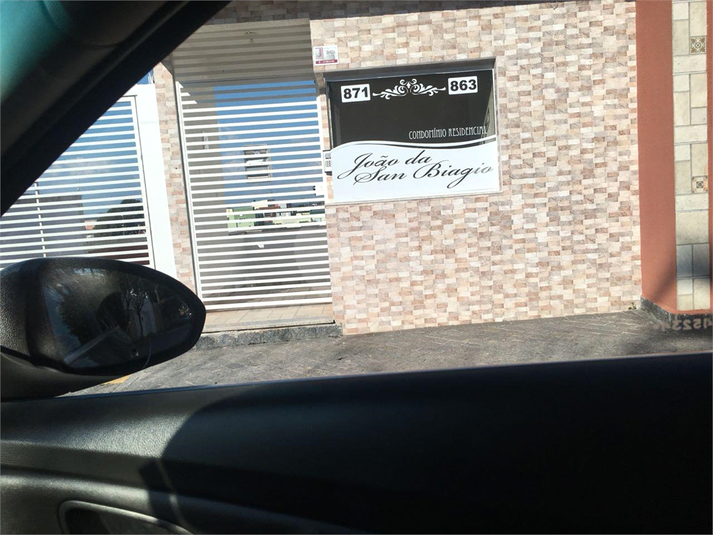 871 863
CONDOMÍNIO RESIDENCIAL
João da
San Biagio